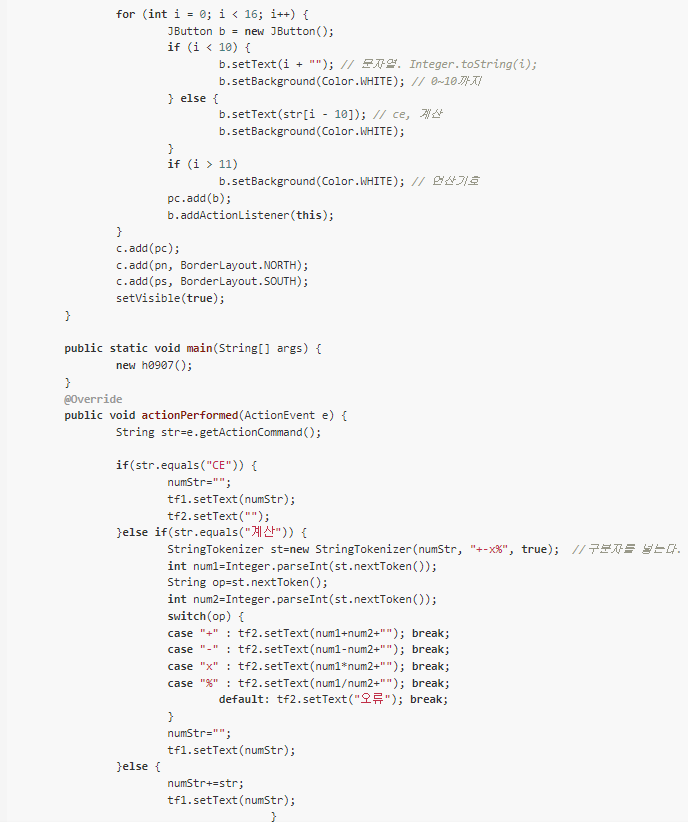 for (int i = 0; i < 16; i++) {
JButton b = new JButton();
if (i < 10) {
b.setText(i + ""); // 문자열. Integer.toString(i);
b.setBackground(Color.WHITE); // 0~10까지
} else {
b.setText(str[i - 10]); // ce, 계산
b.setBackground(Color.WHITE);
}
if (i > 11)
b.setBackground(Color.WHITE); // 연산기호
pc.add(b);
b.addActionListener(this);
}
c.add(pc);
c.add(pn, BorderLayout.NORTH);
c.add(ps, BorderLayout.SOUTH);
setVisible(true);
}
public static void main(String[] args) {
new h0907();
}
@Override
public void actionPerformed(ActionEvent e) {
String str=e.getActionCommand();
if(str.equals("CE")) {
numStr="";
tf1.setText(numStr);
tf2.setText("");
}else if(str.equals("계산")) {
StringTokenizer st=new StringTokenizer(numStr, "+-x%", true); //구분자를 넣는다.
int num1=Integer.parseInt(st.nextToken());
String op=st.nextToken();
int num2=Integer.parseInt(st.nextToken());
switch(op) {
case "+" : tf2.setText(num1+num2+""); break;
case "-" : tf2.setText(num1-num2+""); break;
case "x" : tf2.setText(num1*num2+""); break;
case "%" : tf2.setText(num1/num2+""); break;
default: tf2.setText("오류"); break;
}
numStr="";
tf1.setText(numStr);
}else {
numStr+=str;
tf1.setText(numStr);
}